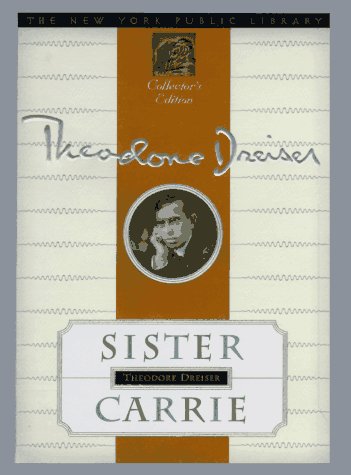 THE NEW YORK PUBLIC LIBRARY
Collector's
Edition
Theodore Dreiser
SISTER
THEODORE DREISER
CARRIE